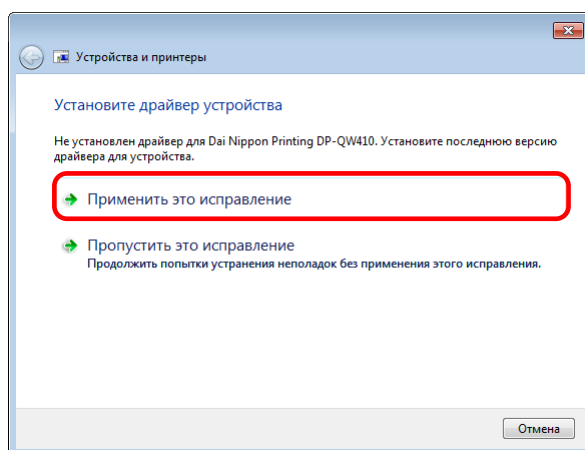 Устройства и принтеры
Установите драйвер устройства
Не установлен драйвер для Dai Nippon Printing DP-QW410. Установите последнюю версию
драйвера для устройства.
Применить это исправление
Пропустить это исправление
Продолжить попытки устранения неполадок без применения этого исправления.
Отмена